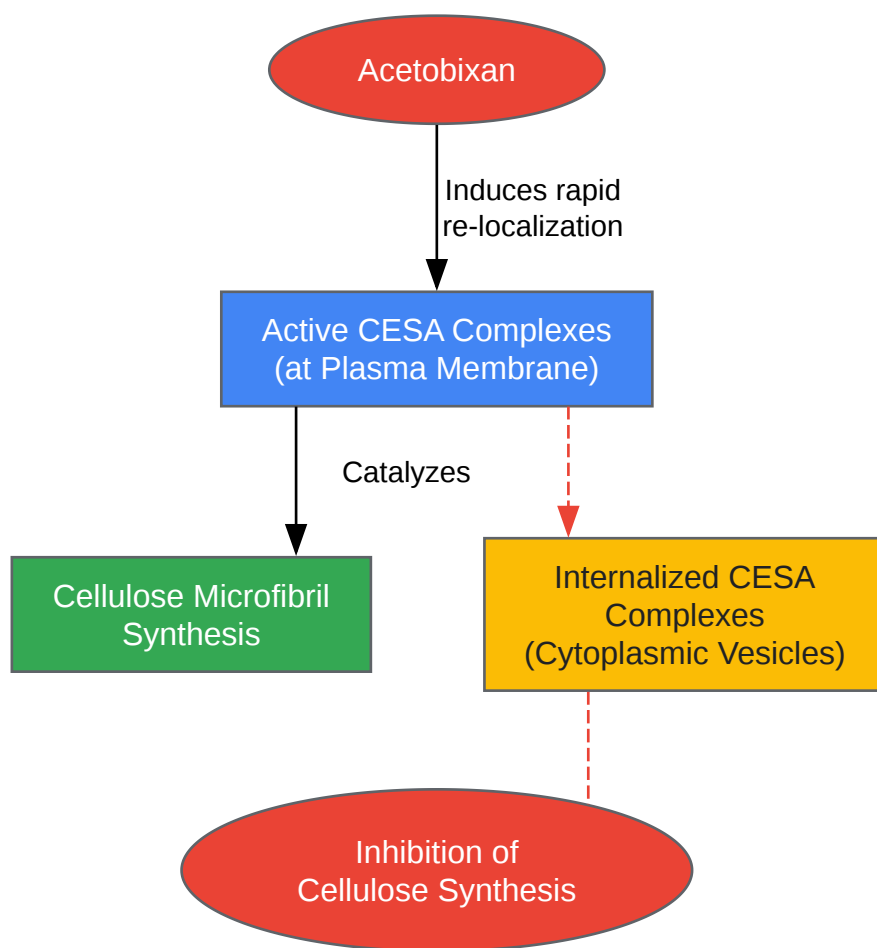 Acetobixan
Induces rapid
re-localization
Active CESA Complexes
(at Plasma Membrane)
Catalyzes
Cellulose Microfibril
Synthesis
Internalized CESA
Complexes
(Cytoplasmic Vesicles)
Inhibition of
Cellulose Synthesis